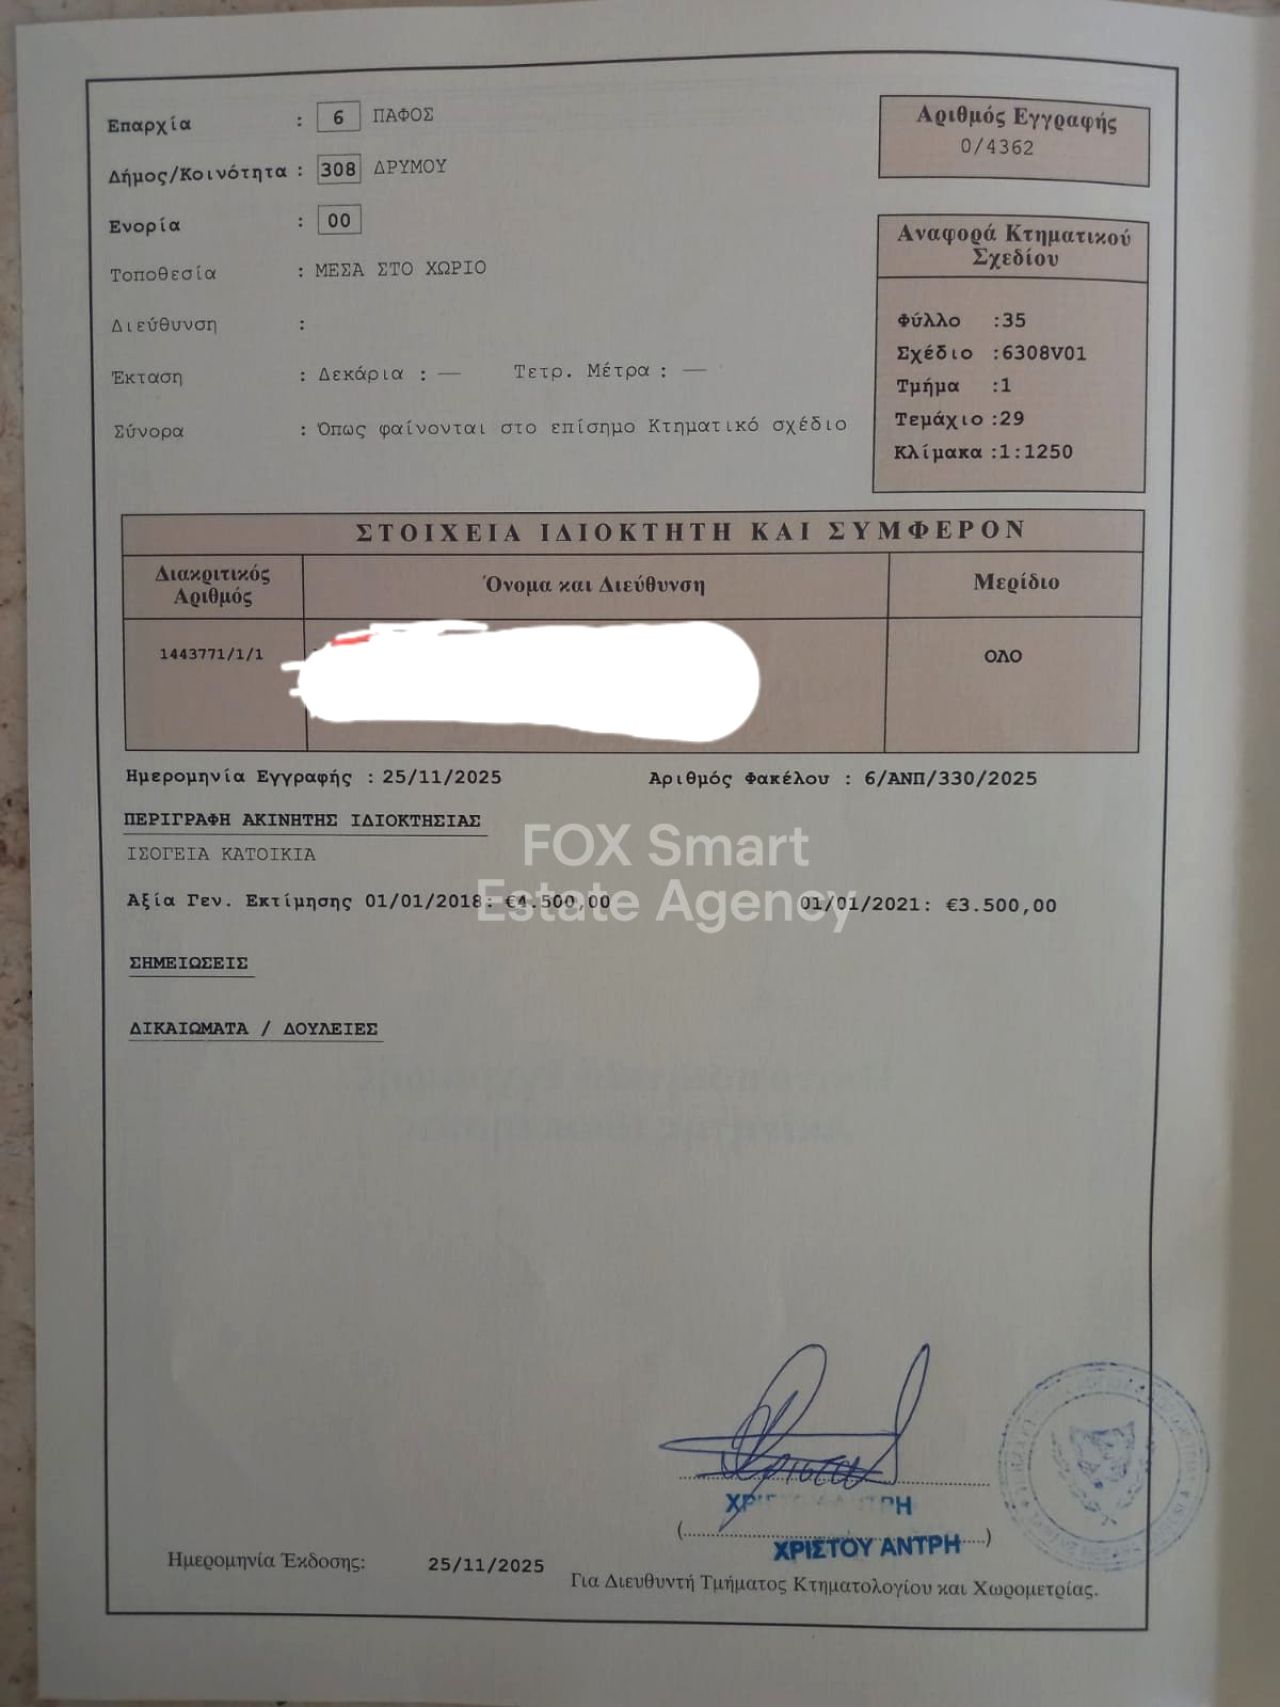 Επαρχία : 6 ΠΑΦΟΣ
Δήμος/Κοινότητα : 308 ΔΡΥΜΟΥ
Ενορία : 00
Τοποθεσία : ΜΕΣΑ ΣΤΟ ΧΩΡΙΟ
Διεύθυνση :
Έκταση : Δεκάρια : — Τετρ. Μέτρα : —
Σύνορα : Όπως φαίνονται στο επίσημο Κτηματικό σχέδιο
Αριθμός Εγγραφής
0/4362
Αναφορά Κτηματικού
Σχεδίου
Φύλλο :35
Σχέδιο :6308V01
Τμήμα :1
Τεμάχιο :29
Κλίμακα :1:1250
ΣΤΟΙΧΕΙΑ ΙΔΙΟΚΤΗΤΗ ΚΑΙ ΣΥΜΦΕΡΟΝ
Διακριτικός
Αριθμός
Όνομα και Διεύθυνση
Μερίδιο
1443771/1/1
ΟΛΟ
Ημερομηνία Εγγραφής : 25/11/2025 Αριθμός Φακέλου : 6/ΑΝΠ/330/2025
ΠΕΡΙΓΡΑΦΗ ΑΚΙΝΗΤΗΣ ΙΔΙΟΚΤΗΣΙΑΣ
ΙΣΟΓΕΙΑ ΚΑΤΟΙΚΙΑ
FOX Smart
Estate Agency
Αξία Γεν. Εκτίμησης 01/01/2018: €4.500,00 01/01/2021: €3.500,00
ΣΗΜΕΙΩΣΕΙΣ
ΔΙΚΑΙΩΜΑΤΑ / ΔΟΥΛΕΙΕΣ
(ΧΡΙΣΤΟΥ ΑΝΤΡΗ)
Ημερομηνία Έκδοσης: 25/11/2025
Για Διευθυντή Τμήματος Κτηματολογίου και Χωρομετρίας.